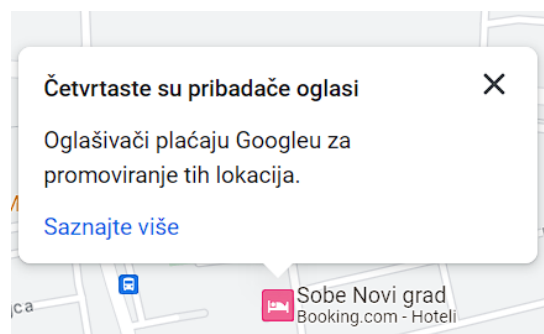 Četvrtaste su pribadače oglasi
Oglašivači plaćaju Googleu za
promoviranje tih lokacija.
Saznajte više
Sobe Novi grad
Booking.com - Hoteli